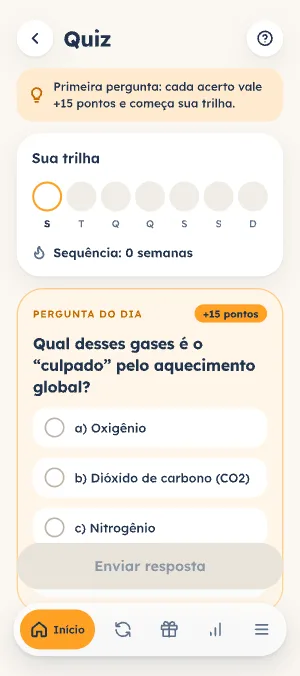 Quiz
Primeira pergunta: cada acerto vale
+15 pontos e começa sua trilha.
Sua trilha
S T Q Q S S D
Sequência: 0 semanas
PERGUNTA DO DIA +15 pontos
Qual desses gases é o
“culpado” pelo aquecimento
global?
a) Oxigênio
b) Dióxido de carbono (CO2)
c) Nitrogênio
Enviar resposta
Início